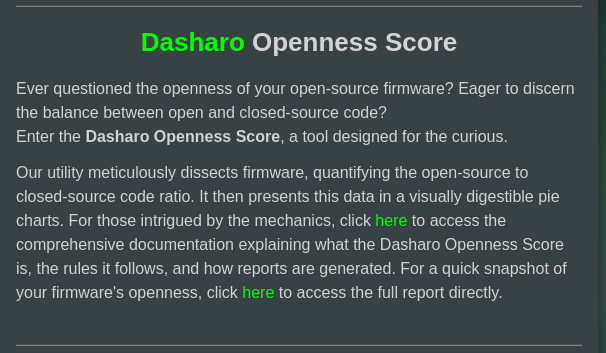 Dasharo Openness Score
Ever questioned the openness of your open-source firmware? Eager to discern
the balance between open and closed-source code?
Enter the Dasharo Openness Score, a tool designed for the curious.
Our utility meticulously dissects firmware, quantifying the open-source to
closed-source code ratio. It then presents this data in a visually digestible pie
charts. For those intrigued by the mechanics, click here to access the
comprehensive documentation explaining what the Dasharo Openness Score
is, the rules it follows, and how reports are generated. For a quick snapshot of
your firmware's openness, click here to access the full report directly.